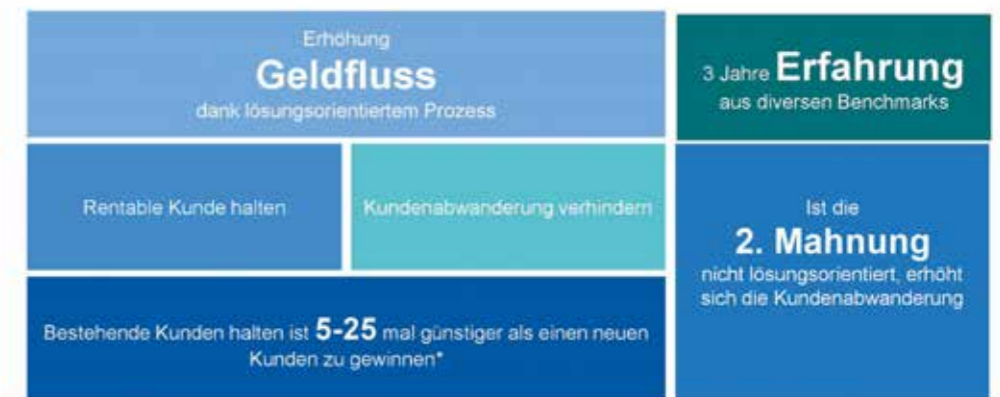 Erhöhung
Geldfluss
dank lösungsorientiertem Prozess
3 Jahre Erfahrung
aus diversen Benchmarks
Rentable Kunde halten
Kundenabwanderung verhindern
Ist die
2. Mahnung
nicht lösungsorientiert, erhöht
sich die Kundenabwanderung
Bestehende Kunden halten ist 5-25 mal günstiger als einen neuen
Kunden zu gewinnen*